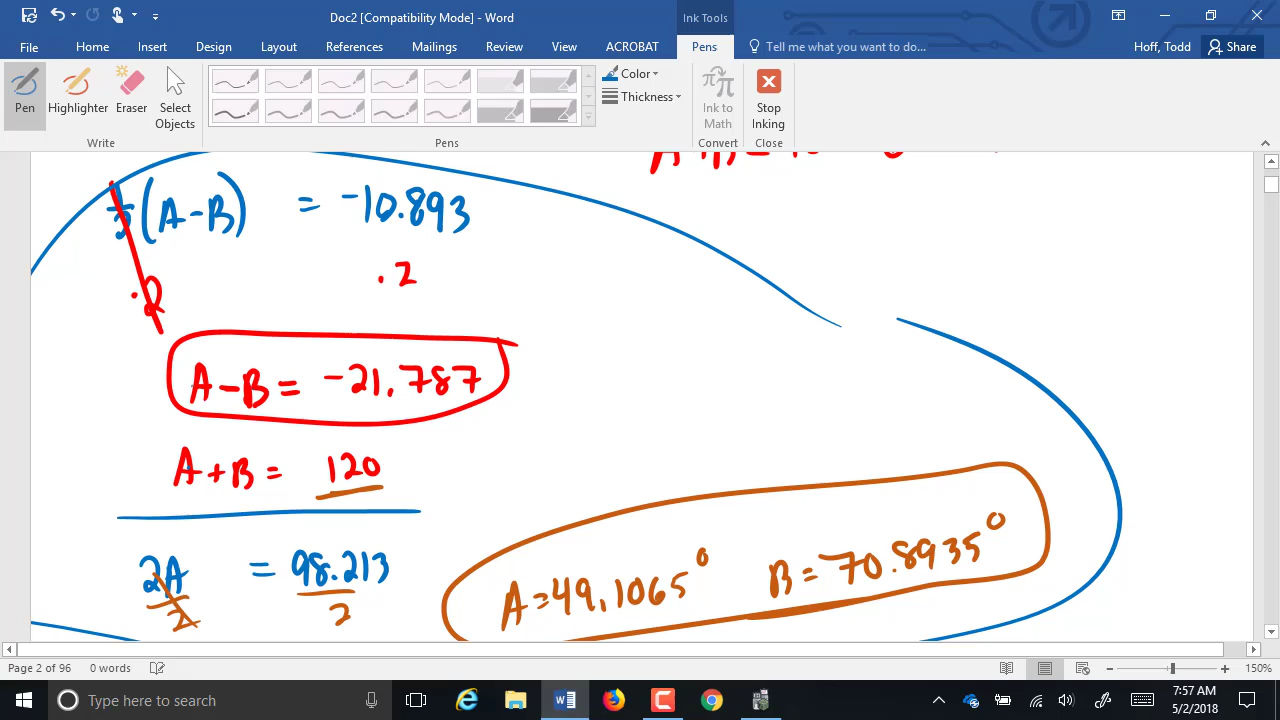 Doc2 [Compatibility Mode] - Word
Ink Tools
File Home Insert Design Layout References Mailings Review View ACROBAT Pens Tell me what you want to do... Hoff, Todd Share
Pen Highlighter Eraser Select Objects
Color
Thickness
Ink to Math
Stop Inking
Write Pens Convert Close
(A-B) = -10.893
.2 .2
A-B = -21.787
A+B = 120
2A/2 = 98.213/2
A=49.1065° B=70.8935°
Page 2 of 96 0 words 150%
Type here to search
7:57 AM
5/2/2018